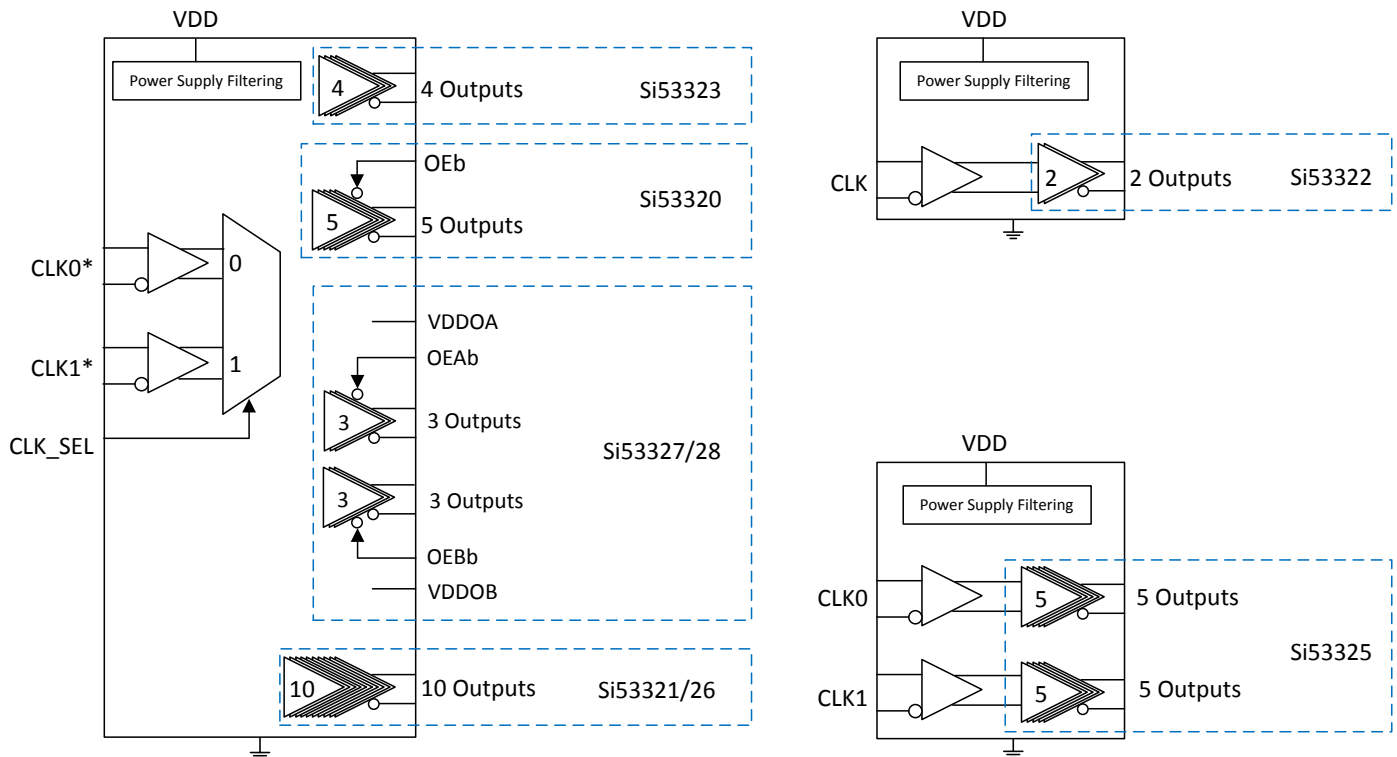 VDD
Power Supply Filtering
4
4 Outputs
Si53323
OEb
5
5 Outputs
Si53320
CLK0*
0
CLK1*
1
CLK_SEL
VDDOA
OEAb
3
3 Outputs
Si53327/28
3
3 Outputs
OEBb
VDDOB
10
10 Outputs
Si53321/26
VDD
Power Supply Filtering
CLK
2
2 Outputs
Si53322
VDD
Power Supply Filtering
CLK0
5
5 Outputs
Si53325
CLK1
5
5 Outputs